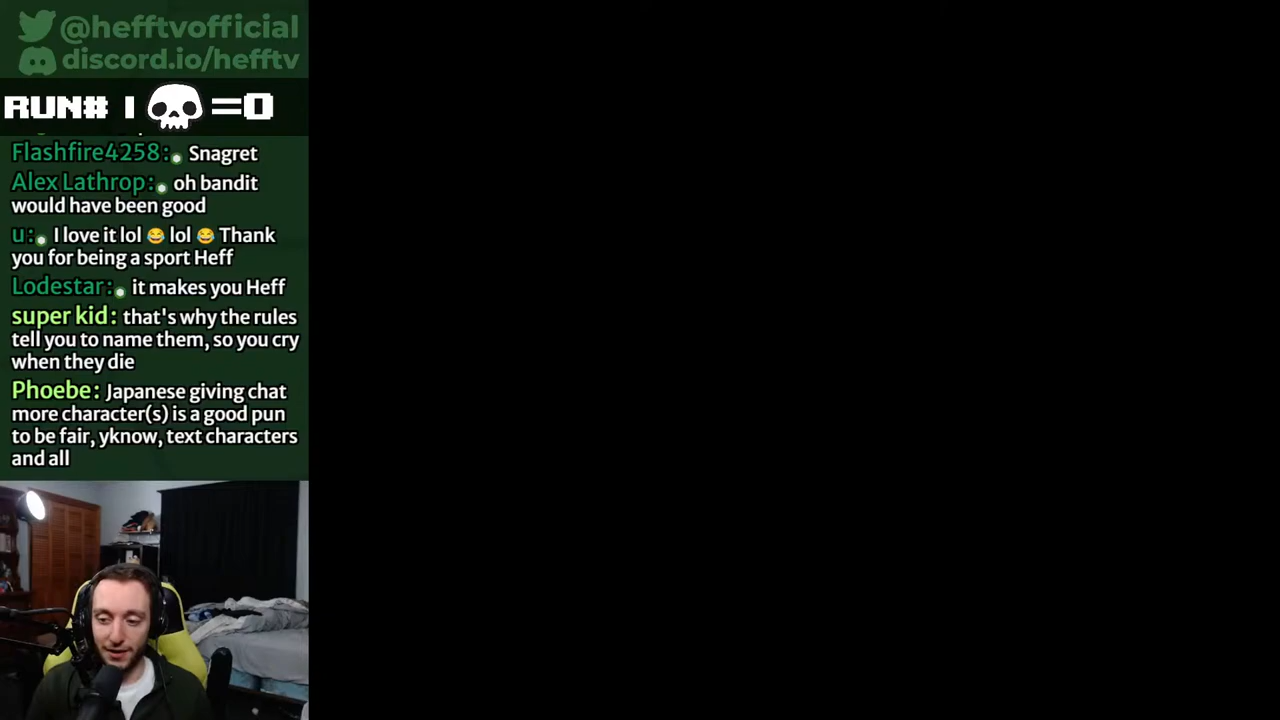 @hefftvofficial
discord.io/hefftv
RUN# 1 =0
Flashfire4258: Snagret
Alex Lathrop: oh bandit
would have been good
u: I love it lol 😂 lol 😂 Thank
you for being a sport Heff
Lodestar: it makes you Heff
super kid: that's why the rules
tell you to name them, so you cry
when they die
Phoebe: Japanese giving chat
more character(s) is a good pun
to be fair, yknow, text characters
and all